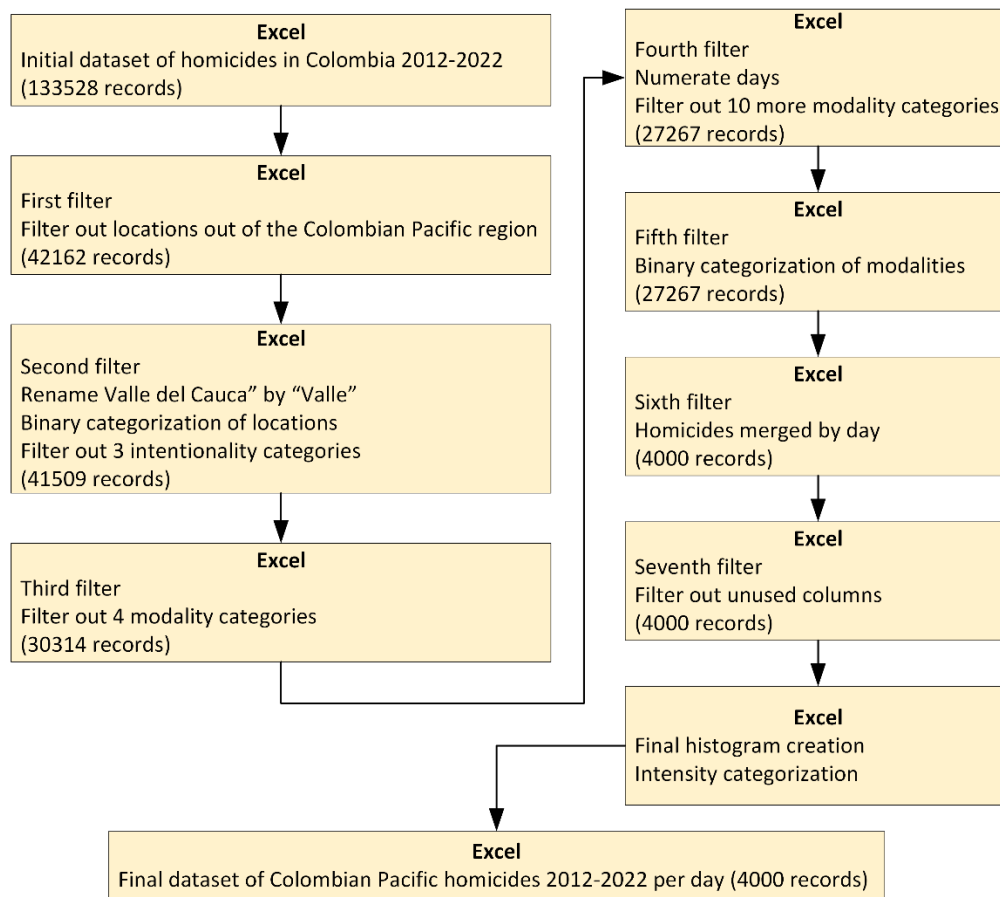 Excel
Initial dataset of homicides in Colombia 2012-2022
(133528 records)
Excel
First filter
Filter out locations out of the Colombian Pacific region
(42162 records)
Excel
Second filter
Rename Valle del Cauca” by “Valle”
Binary categorization of locations
Filter out 3 intentionality categories
(41509 records)
Excel
Third filter
Filter out 4 modality categories
(30314 records)
Excel
Fourth filter
Numerate days
Filter out 10 more modality categories
(27267 records)
Excel
Fifth filter
Binary categorization of modalities
(27267 records)
Excel
Sixth filter
Homicides merged by day
(4000 records)
Excel
Seventh filter
Filter out unused columns
(4000 records)
Excel
Final histogram creation
Intensity categorization
Excel
Final dataset of Colombian Pacific homicides 2012-2022 per day (4000 records)